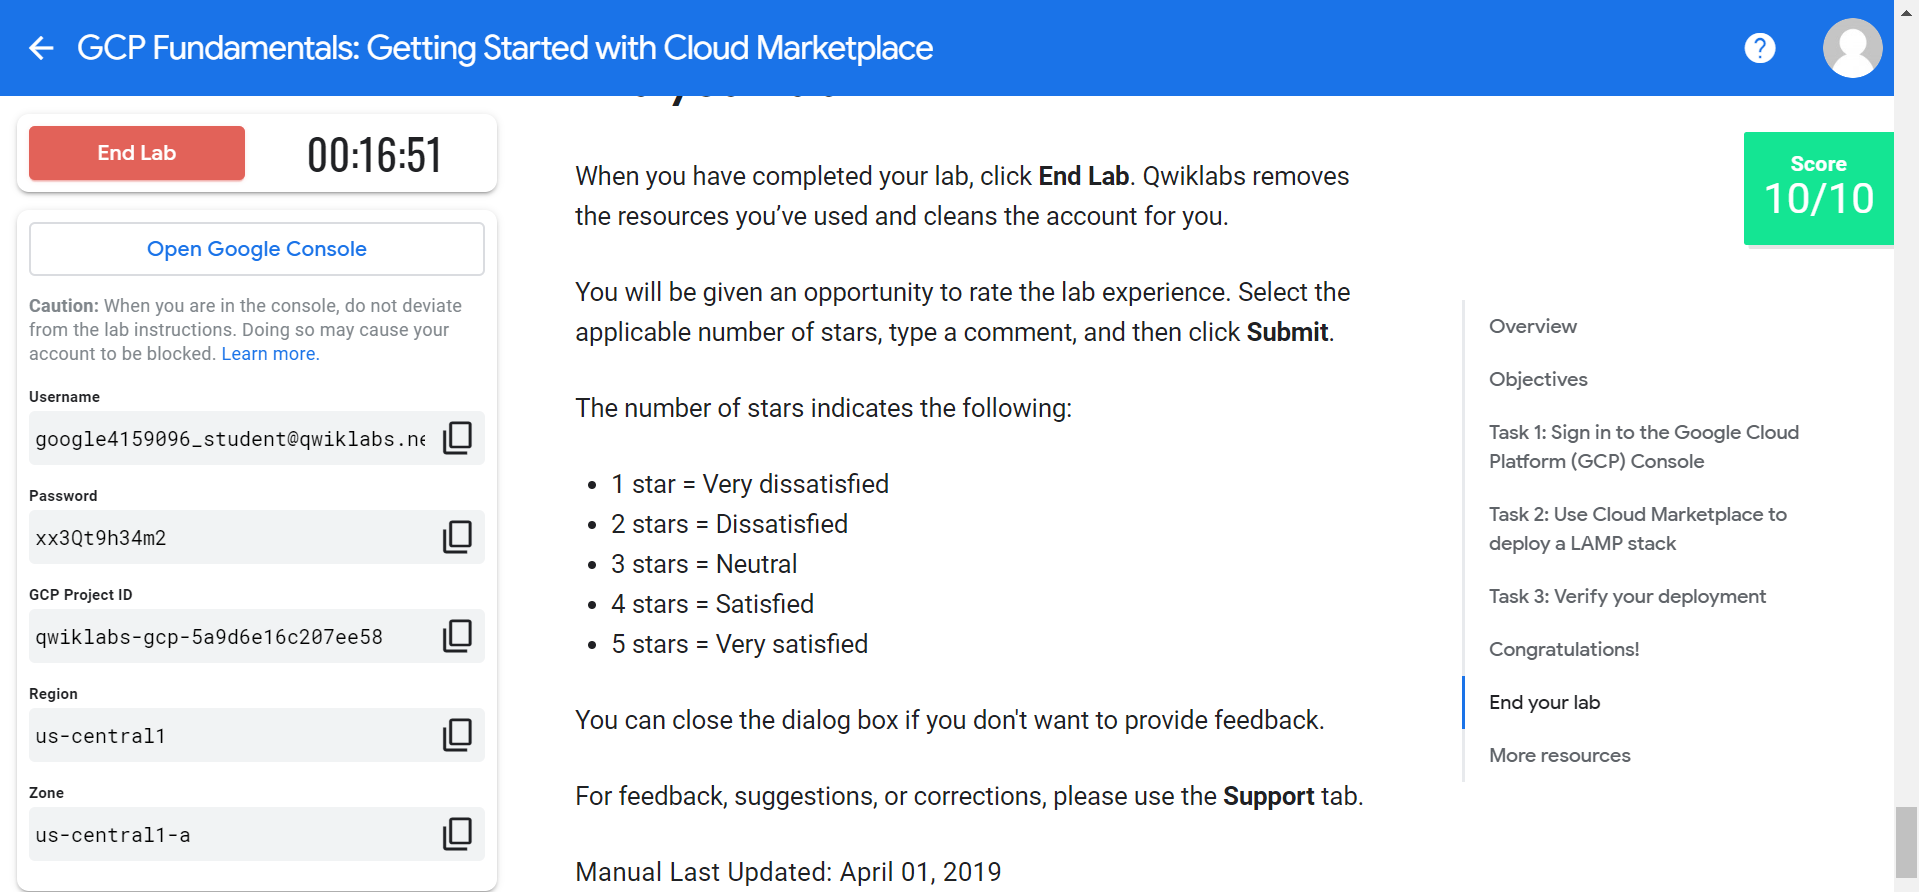 GCP Fundamentals: Getting Started with Cloud Marketplace
?
End Lab
00:16:51
Open Google Console
Caution: When you are in the console, do not deviate
from the lab instructions. Doing so may cause your
account to be blocked. Learn more.
Username
google4159096_student@qwiklabs.ne
Password
xx3Qt9h34m2
GCP Project ID
qwiklabs-gcp-5a9d6e16c207ee58
Region
us-central1
Zone
us-central1-a
When you have completed your lab, click End Lab. Qwiklabs removes
the resources you’ve used and cleans the account for you.
You will be given an opportunity to rate the lab experience. Select the
applicable number of stars, type a comment, and then click Submit.
The number of stars indicates the following:
• 1 star = Very dissatisfied
• 2 stars = Dissatisfied
• 3 stars = Neutral
• 4 stars = Satisfied
• 5 stars = Very satisfied
You can close the dialog box if you don't want to provide feedback.
For feedback, suggestions, or corrections, please use the Support tab.
Manual Last Updated: April 01, 2019
Score
10/10
Overview
Objectives
Task 1: Sign in to the Google Cloud
Platform (GCP) Console
Task 2: Use Cloud Marketplace to
deploy a LAMP stack
Task 3: Verify your deployment
Congratulations!
End your lab
More resources